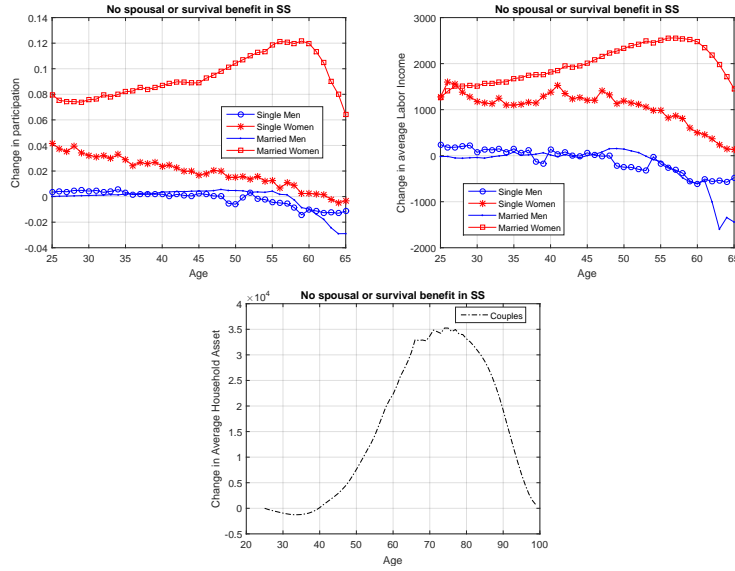 No spousal or survival benefit in SS
0.14
0.12
0.1
0.08
0.06
0.04
0.02
0
-0.02
-0.04
25 30 35 40 45 50 55 60 65
Age
Change in participation
Single Men
Single Women
Married Men
Married Women
No spousal or survival benefit in SS
3000
2000
1000
0
-1000
-2000
25 30 35 40 45 50 55 60 65
Age
Change in average Labor Income
Single Men
Single Women
Married Men
Married Women
No spousal or survival benefit in SS
×10⁴
4
3.5
3
2.5
2
1.5
1
0.5
0
-0.5
20 30 40 50 60 70 80 90 100
Age
Change in Average Household Asset
Couples